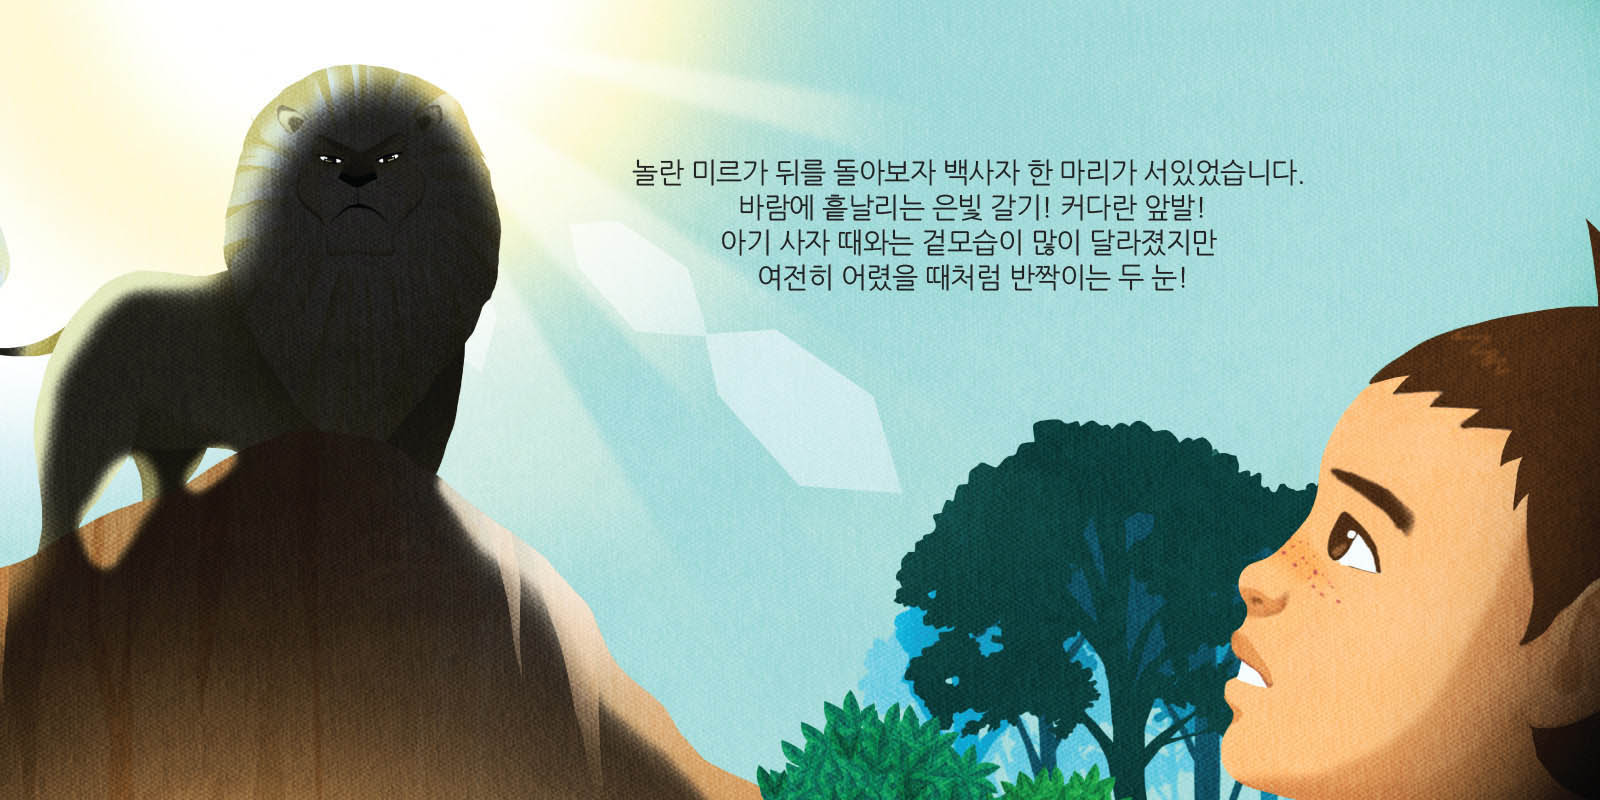 놀란 미르가 뒤를 돌아보자 백사자 한 마리가 서있었습니다.
바람에 흩날리는 은빛 갈기! 커다란 앞발!
아기 사자 때와는 겉모습이 많이 달라졌지만
여전히 어렸을 때처럼 반짝이는 두 눈!